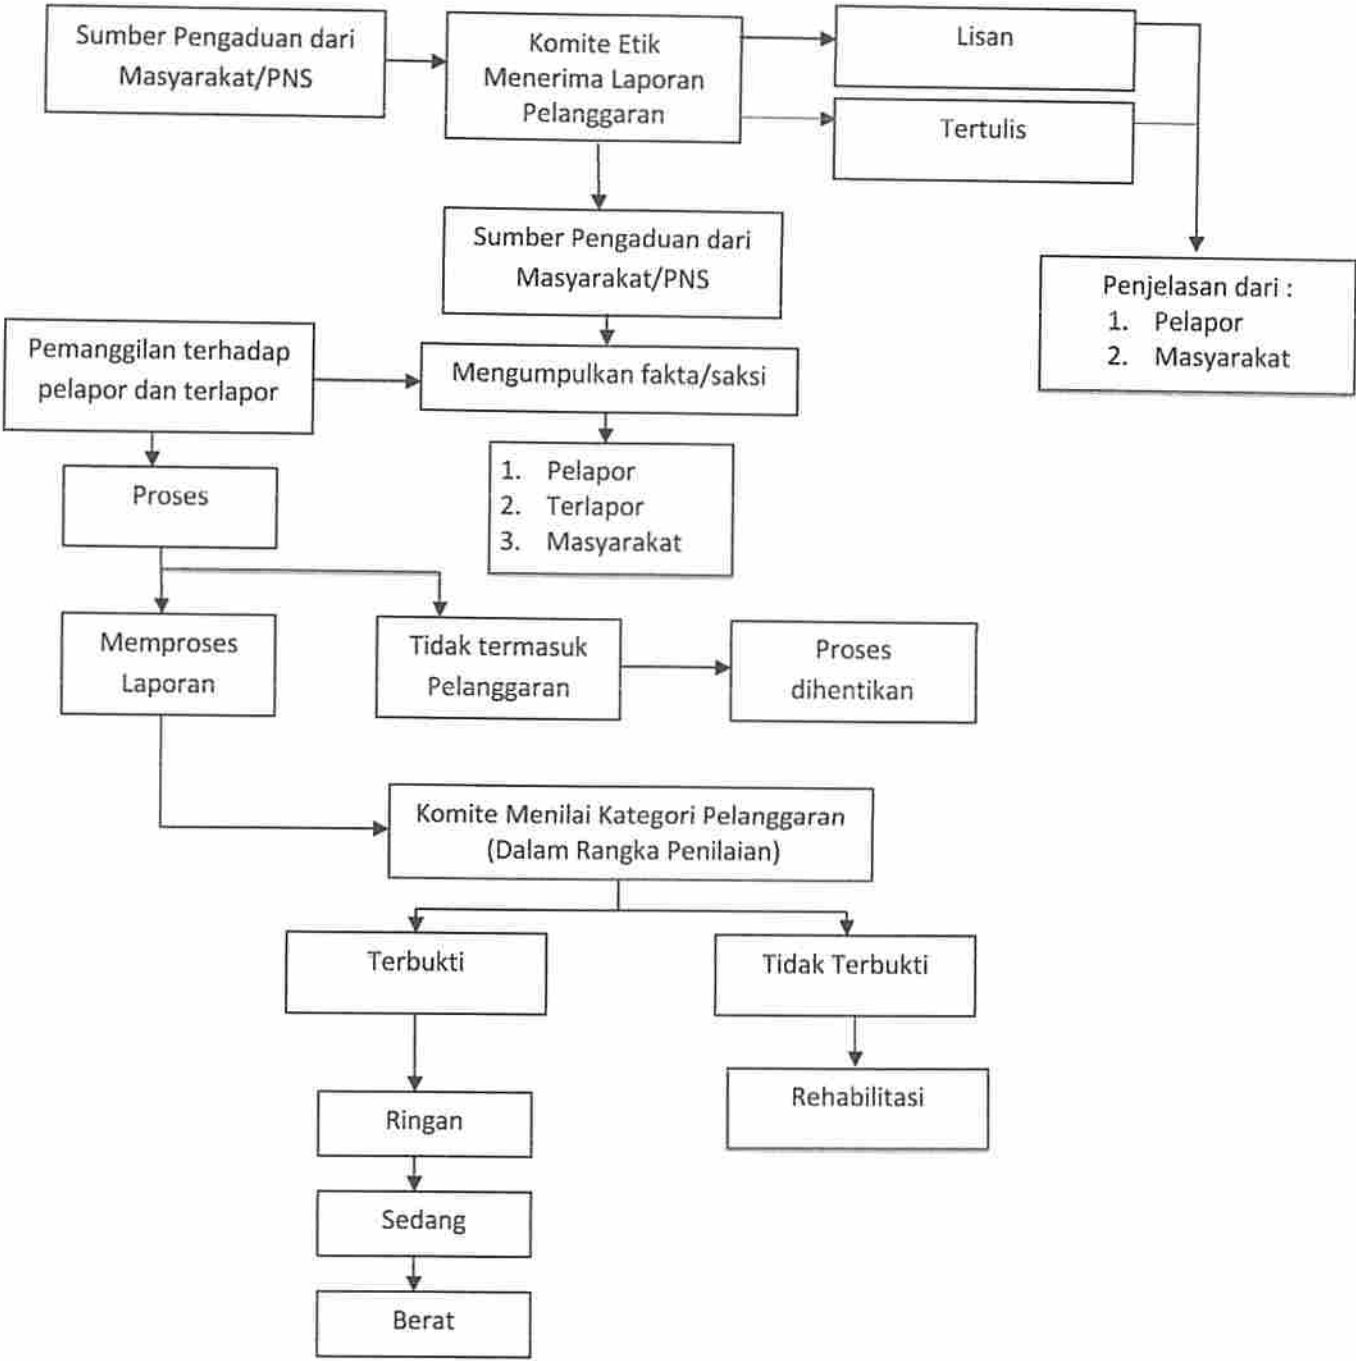 Sumber Pengaduan dari
Masyarakat/PNS
Komite Etik
Menerima Laporan
Pelanggaran
Lisan
Tertulis
Sumber Pengaduan dari
Masyarakat/PNS
Penjelasan dari :
1. Pelapor
2. Masyarakat
Pemanggilan terhadap
pelapor dan terlapor
Mengumpulkan fakta/saksi
Proses
1. Pelapor
2. Terlapor
3. Masyarakat
Memproses
Laporan
Tidak termasuk
Pelanggaran
Proses
dihentikan
Komite Menilai Kategori Pelanggaran
(Dalam Rangka Penilaian)
Terbukti
Tidak Terbukti
Rehabilitasi
Ringan
Sedang
Berat